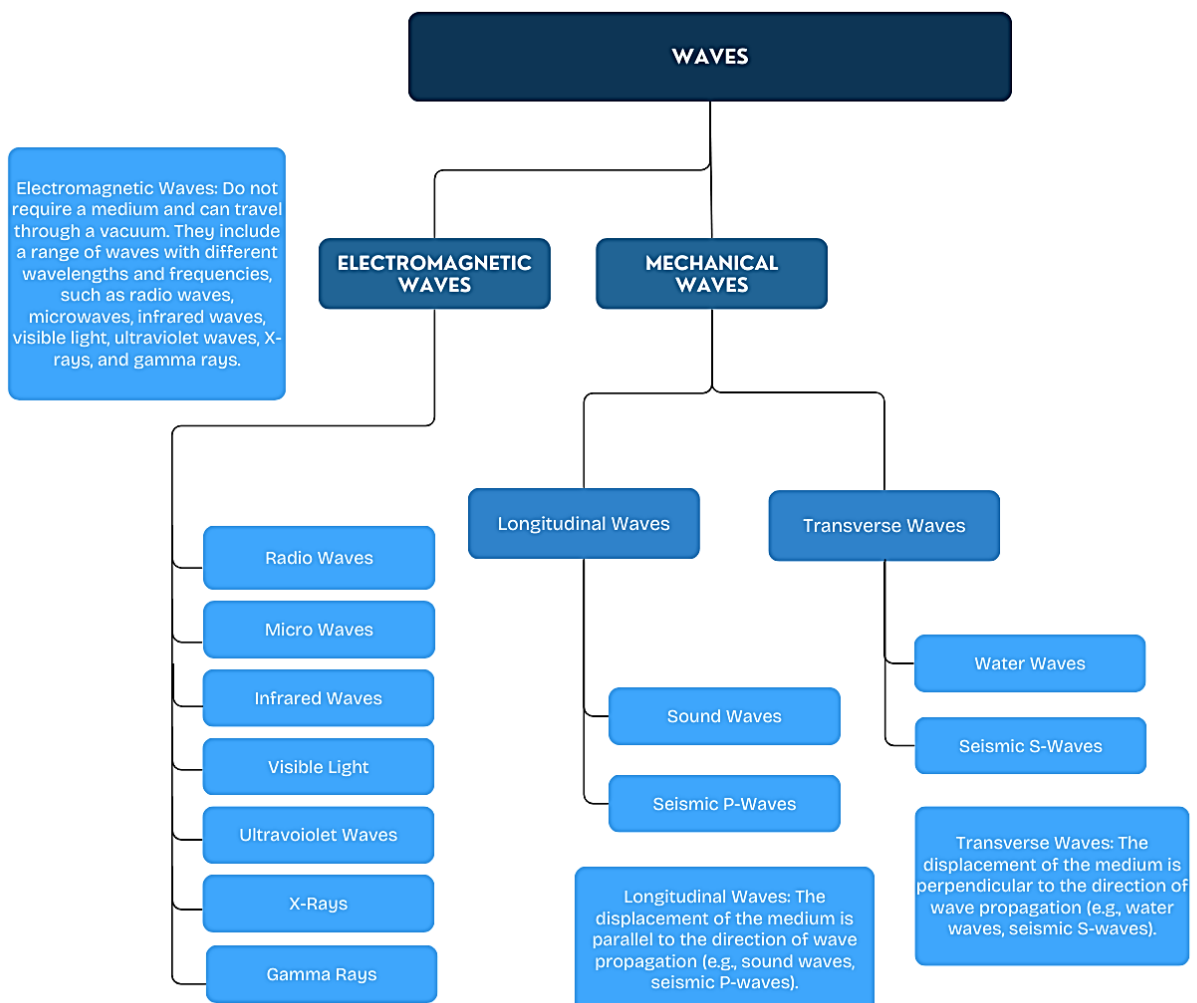 WAVES
Electromagnetic Waves: Do not
require a medium and can travel
through a vacuum. They include
a range of waves with different
wavelengths and frequencies,
such as radio waves,
microwaves, infrared waves,
visible light, ultraviolet waves, X-
rays, and gamma rays.
ELECTROMAGNETIC
WAVES
MECHANICAL
WAVES
Longitudinal Waves
Transverse Waves
Radio Waves
Micro Waves
Infrared Waves
Visible Light
Ultravoiolet Waves
X-Rays
Gamma Rays
Sound Waves
Seismic P-Waves
Longitudinal Waves: The
displacement of the medium is
parallel to the direction of wave
propagation (e.g., sound waves,
seismic P-waves).
Water Waves
Seismic S-Waves
Transverse Waves: The
displacement of the medium is
perpendicular to the direction of
wave propagation (e.g., water
waves, seismic S-waves).